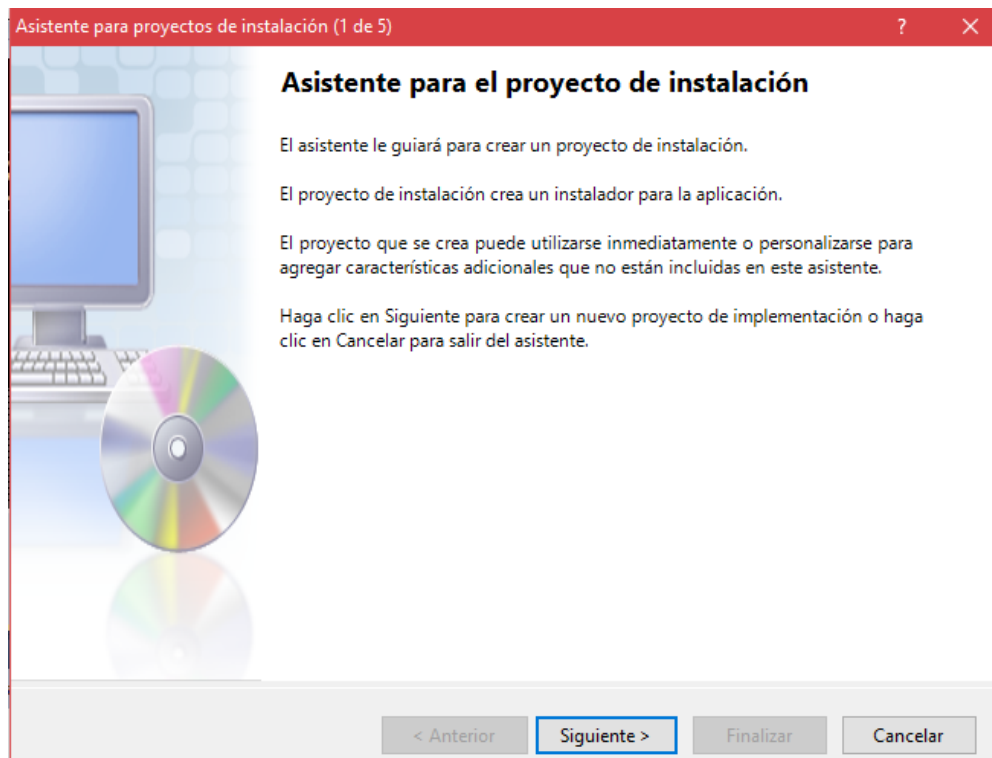 Asistente para proyectos de instalación (1 de 5)
?
Asistente para el proyecto de instalación
El asistente le guiará para crear un proyecto de instalación.
El proyecto de instalación crea un instalador para la aplicación.
El proyecto que se crea puede utilizarse inmediatamente o personalizarse para
agregar características adicionales que no están incluidas en este asistente.
Haga clic en Siguiente para crear un nuevo proyecto de implementación o haga
clic en Cancelar para salir del asistente.
< Anterior
Siguiente >
Finalizar
Cancelar